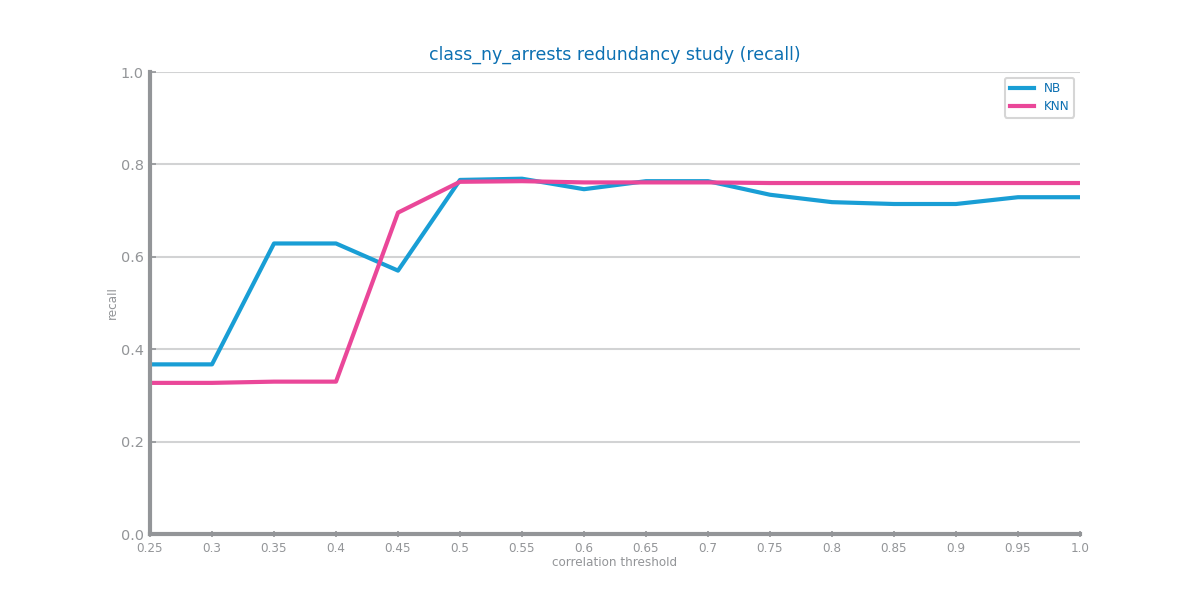 class_ny_arrests redundancy study (recall)
NB
KNN
1.0
0.8
0.6
0.4
0.2
0.0
recall
0.25 0.3 0.35 0.4 0.45 0.5 0.55 0.6 0.65 0.7 0.75 0.8 0.85 0.9 0.95 1.0
correlation threshold